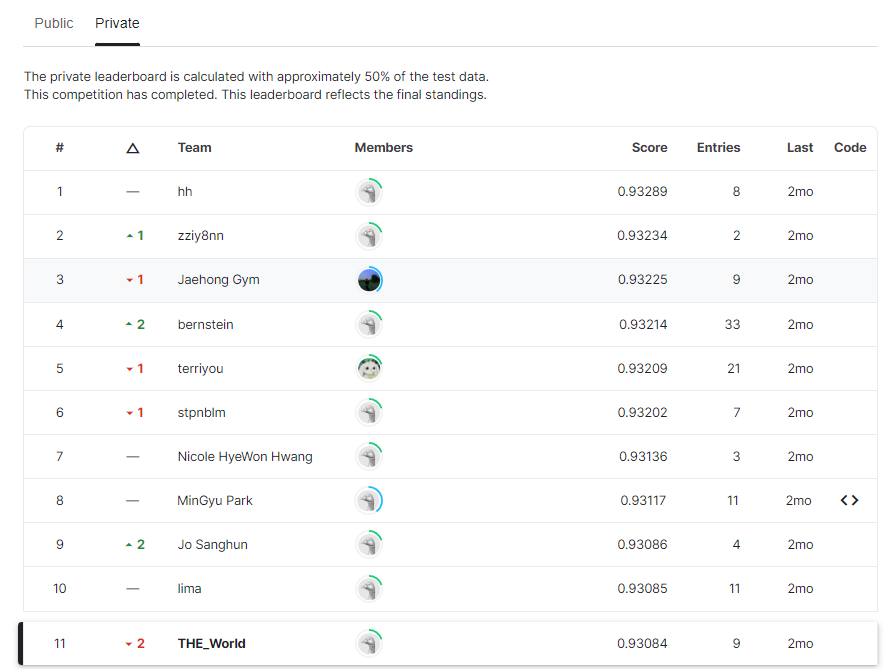 Public Private
The private leaderboard is calculated with approximately 50% of the test data.
This competition has completed. This leaderboard reflects the final standings.
# △ Team Members Score Entries Last Code
1 — hh 0.93289 8 2mo
2 ▲ 1 zziy8nn 0.93234 2 2mo
3 ▼ 1 Jaehong Gym 0.93225 9 2mo
4 ▲ 2 bernstein 0.93214 33 2mo
5 ▼ 1 terriyou 0.93209 21 2mo
6 ▼ 1 stpnblm 0.93202 7 2mo
7 — Nicole HyeWon Hwang 0.93136 3 2mo
8 — MinGyu Park 0.93117 11 2mo <>
9 ▲ 2 Jo Sanghun 0.93086 4 2mo
10 — lima 0.93085 11 2mo
11 ▼ 2 THE_World 0.93084 9 2mo